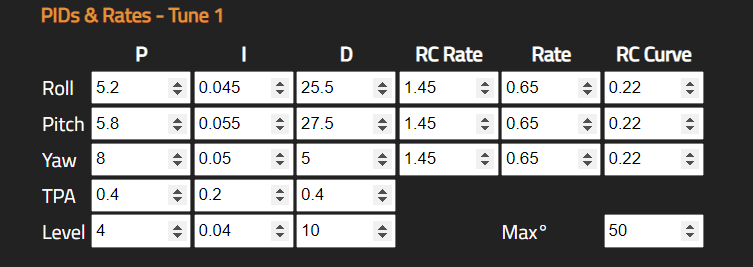 PIDs & Rates - Tune 1
P I D RC Rate Rate RC Curve
Roll 5.2 0.045 25.5 1.45 0.65 0.22
Pitch 5.8 0.055 27.5 1.45 0.65 0.22
Yaw 8 0.05 5 1.45 0.65 0.22
TPA 0.4 0.2 0.4
Level 4 0.04 10 Max° 50